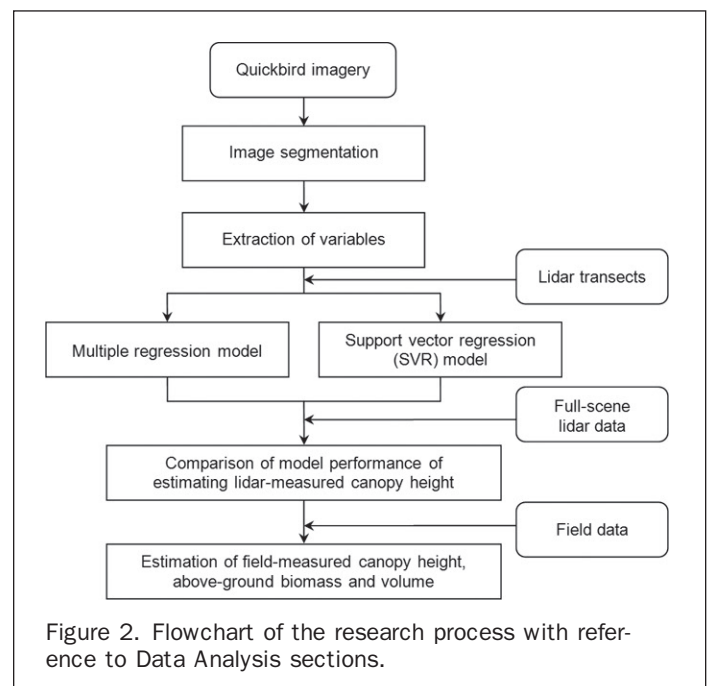 Quickbird imagery
Image segmentation
Extraction of variables
Lidar transects
Multiple regression model
Support vector regression
(SVR) model
Full-scene
lidar data
Comparison of model performance of
estimating lidar-measured canopy height
Field data
Estimation of field-measured canopy height,
above-ground biomass and volume
Figure 2. Flowchart of the research process with refer-
ence to Data Analysis sections.